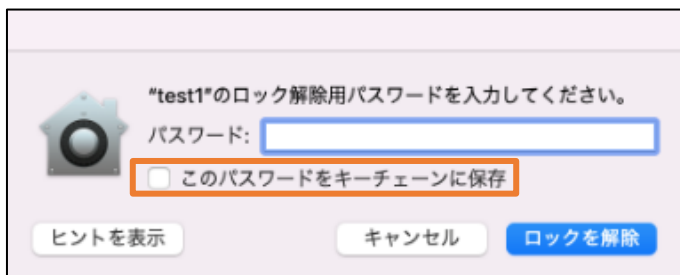 "test1"のロック解除用パスワードを入力してください。
パスワード:
このパスワードをキーチェーンに保存
ヒントを表示 キャンセル ロックを解除